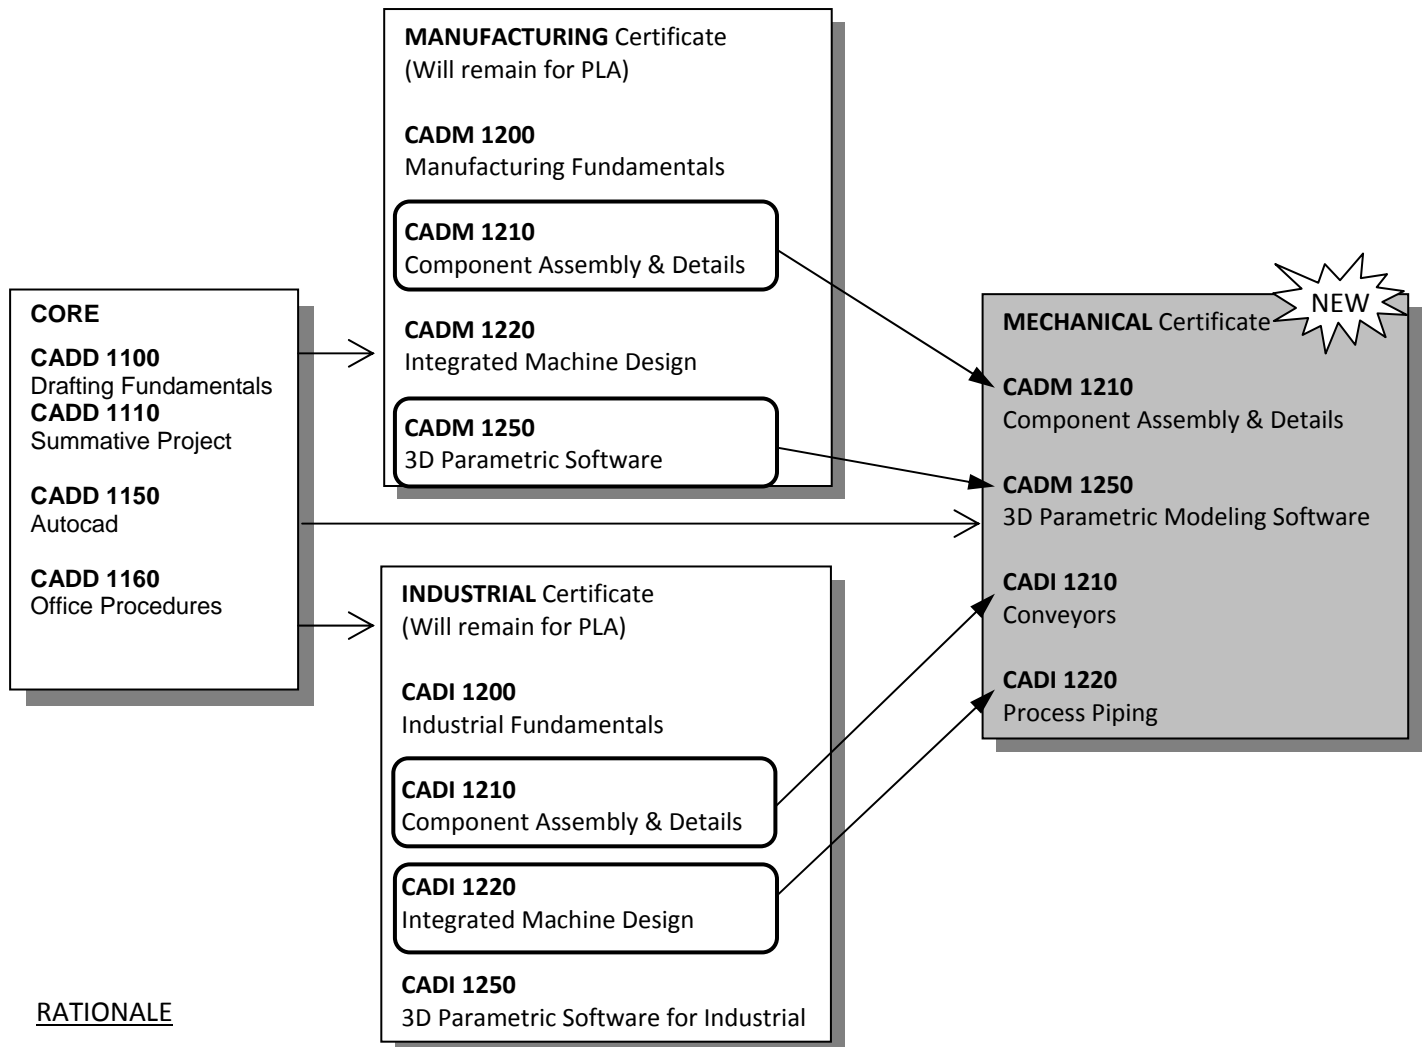 MANUFACTURING Certificate
(Will remain for PLA)
CADM 1200
Manufacturing Fundamentals
CADM 1210
Component Assembly & Details
CADM 1220
Integrated Machine Design
CADM 1250
3D Parametric Software
CORE
CADD 1100
Drafting Fundamentals
CADD 1110
Summative Project
CADD 1150
Autocad
CADD 1160
Office Procedures
INDUSTRIAL Certificate
(Will remain for PLA)
CADI 1200
Industrial Fundamentals
CADI 1210
Component Assembly & Details
CADI 1220
Integrated Machine Design
CADI 1250
3D Parametric Software for Industrial
NEW
MECHANICAL Certificate
CADM 1210
Component Assembly & Details
CADM 1250
3D Parametric Modeling Software
CADI 1210
Conveyors
CADI 1220
Process Piping
RATIONALE